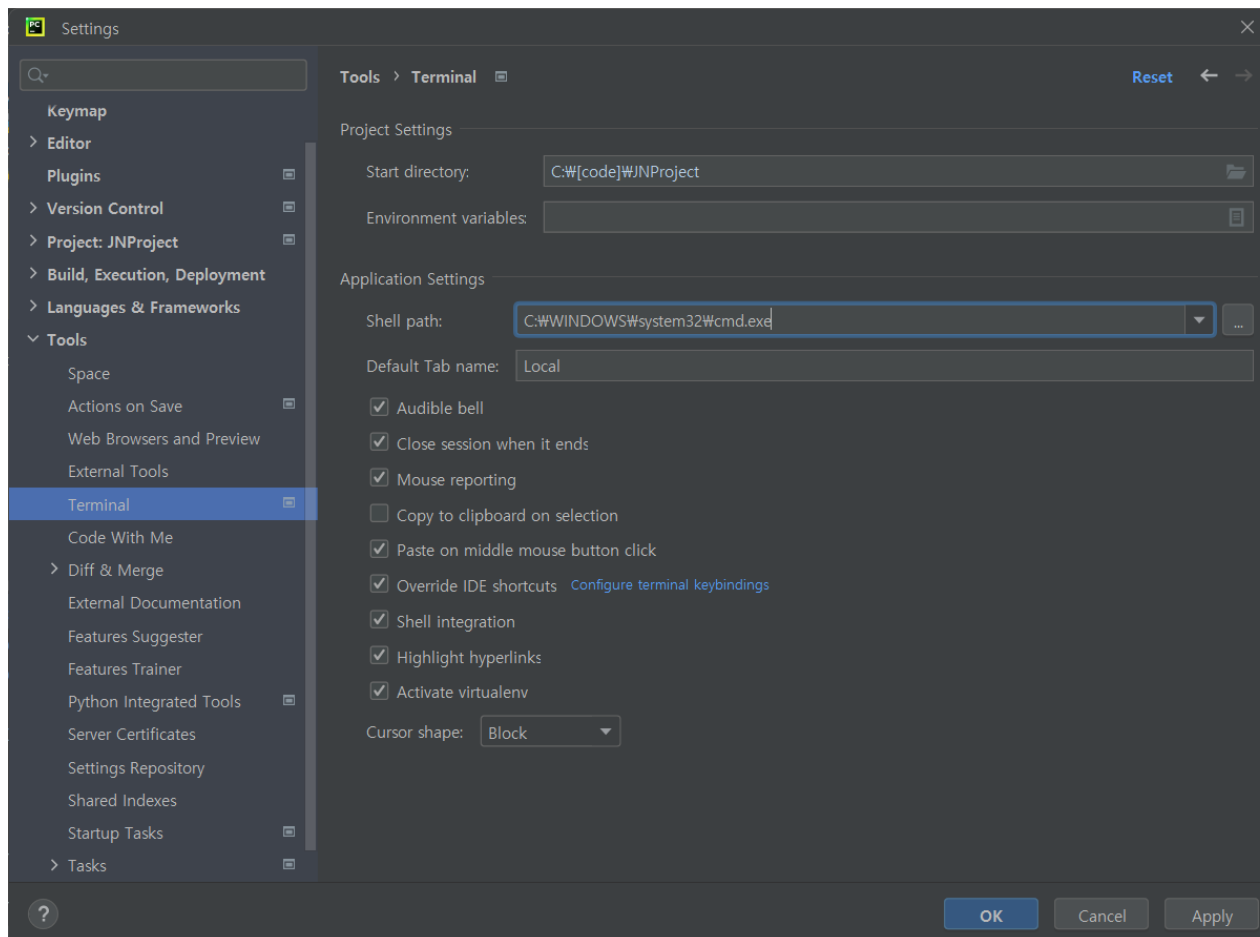 PC Settings
Keymap
Editor
Plugins
Version Control
Project: JNProject
Build, Execution, Deployment
Languages & Frameworks
Tools
Space
Actions on Save
Web Browsers and Preview
External Tools
Terminal
Code With Me
Diff & Merge
External Documentation
Features Suggester
Features Trainer
Python Integrated Tools
Server Certificates
Settings Repository
Shared Indexes
Startup Tasks
Tasks
?
Tools > Terminal Reset
Project Settings
Start directory: C:₩[code]₩JNProject
Environment variables:
Application Settings
Shell path: C:₩WINDOWS₩system32₩cmd.exe ...
Default Tab name: Local
Audible bell
Close session when it ends
Mouse reporting
Copy to clipboard on selection
Paste on middle mouse button click
Override IDE shortcuts Configure terminal keybindings
Shell integration
Highlight hyperlinks
Activate virtualenv
Cursor shape: Block
OK Cancel Apply